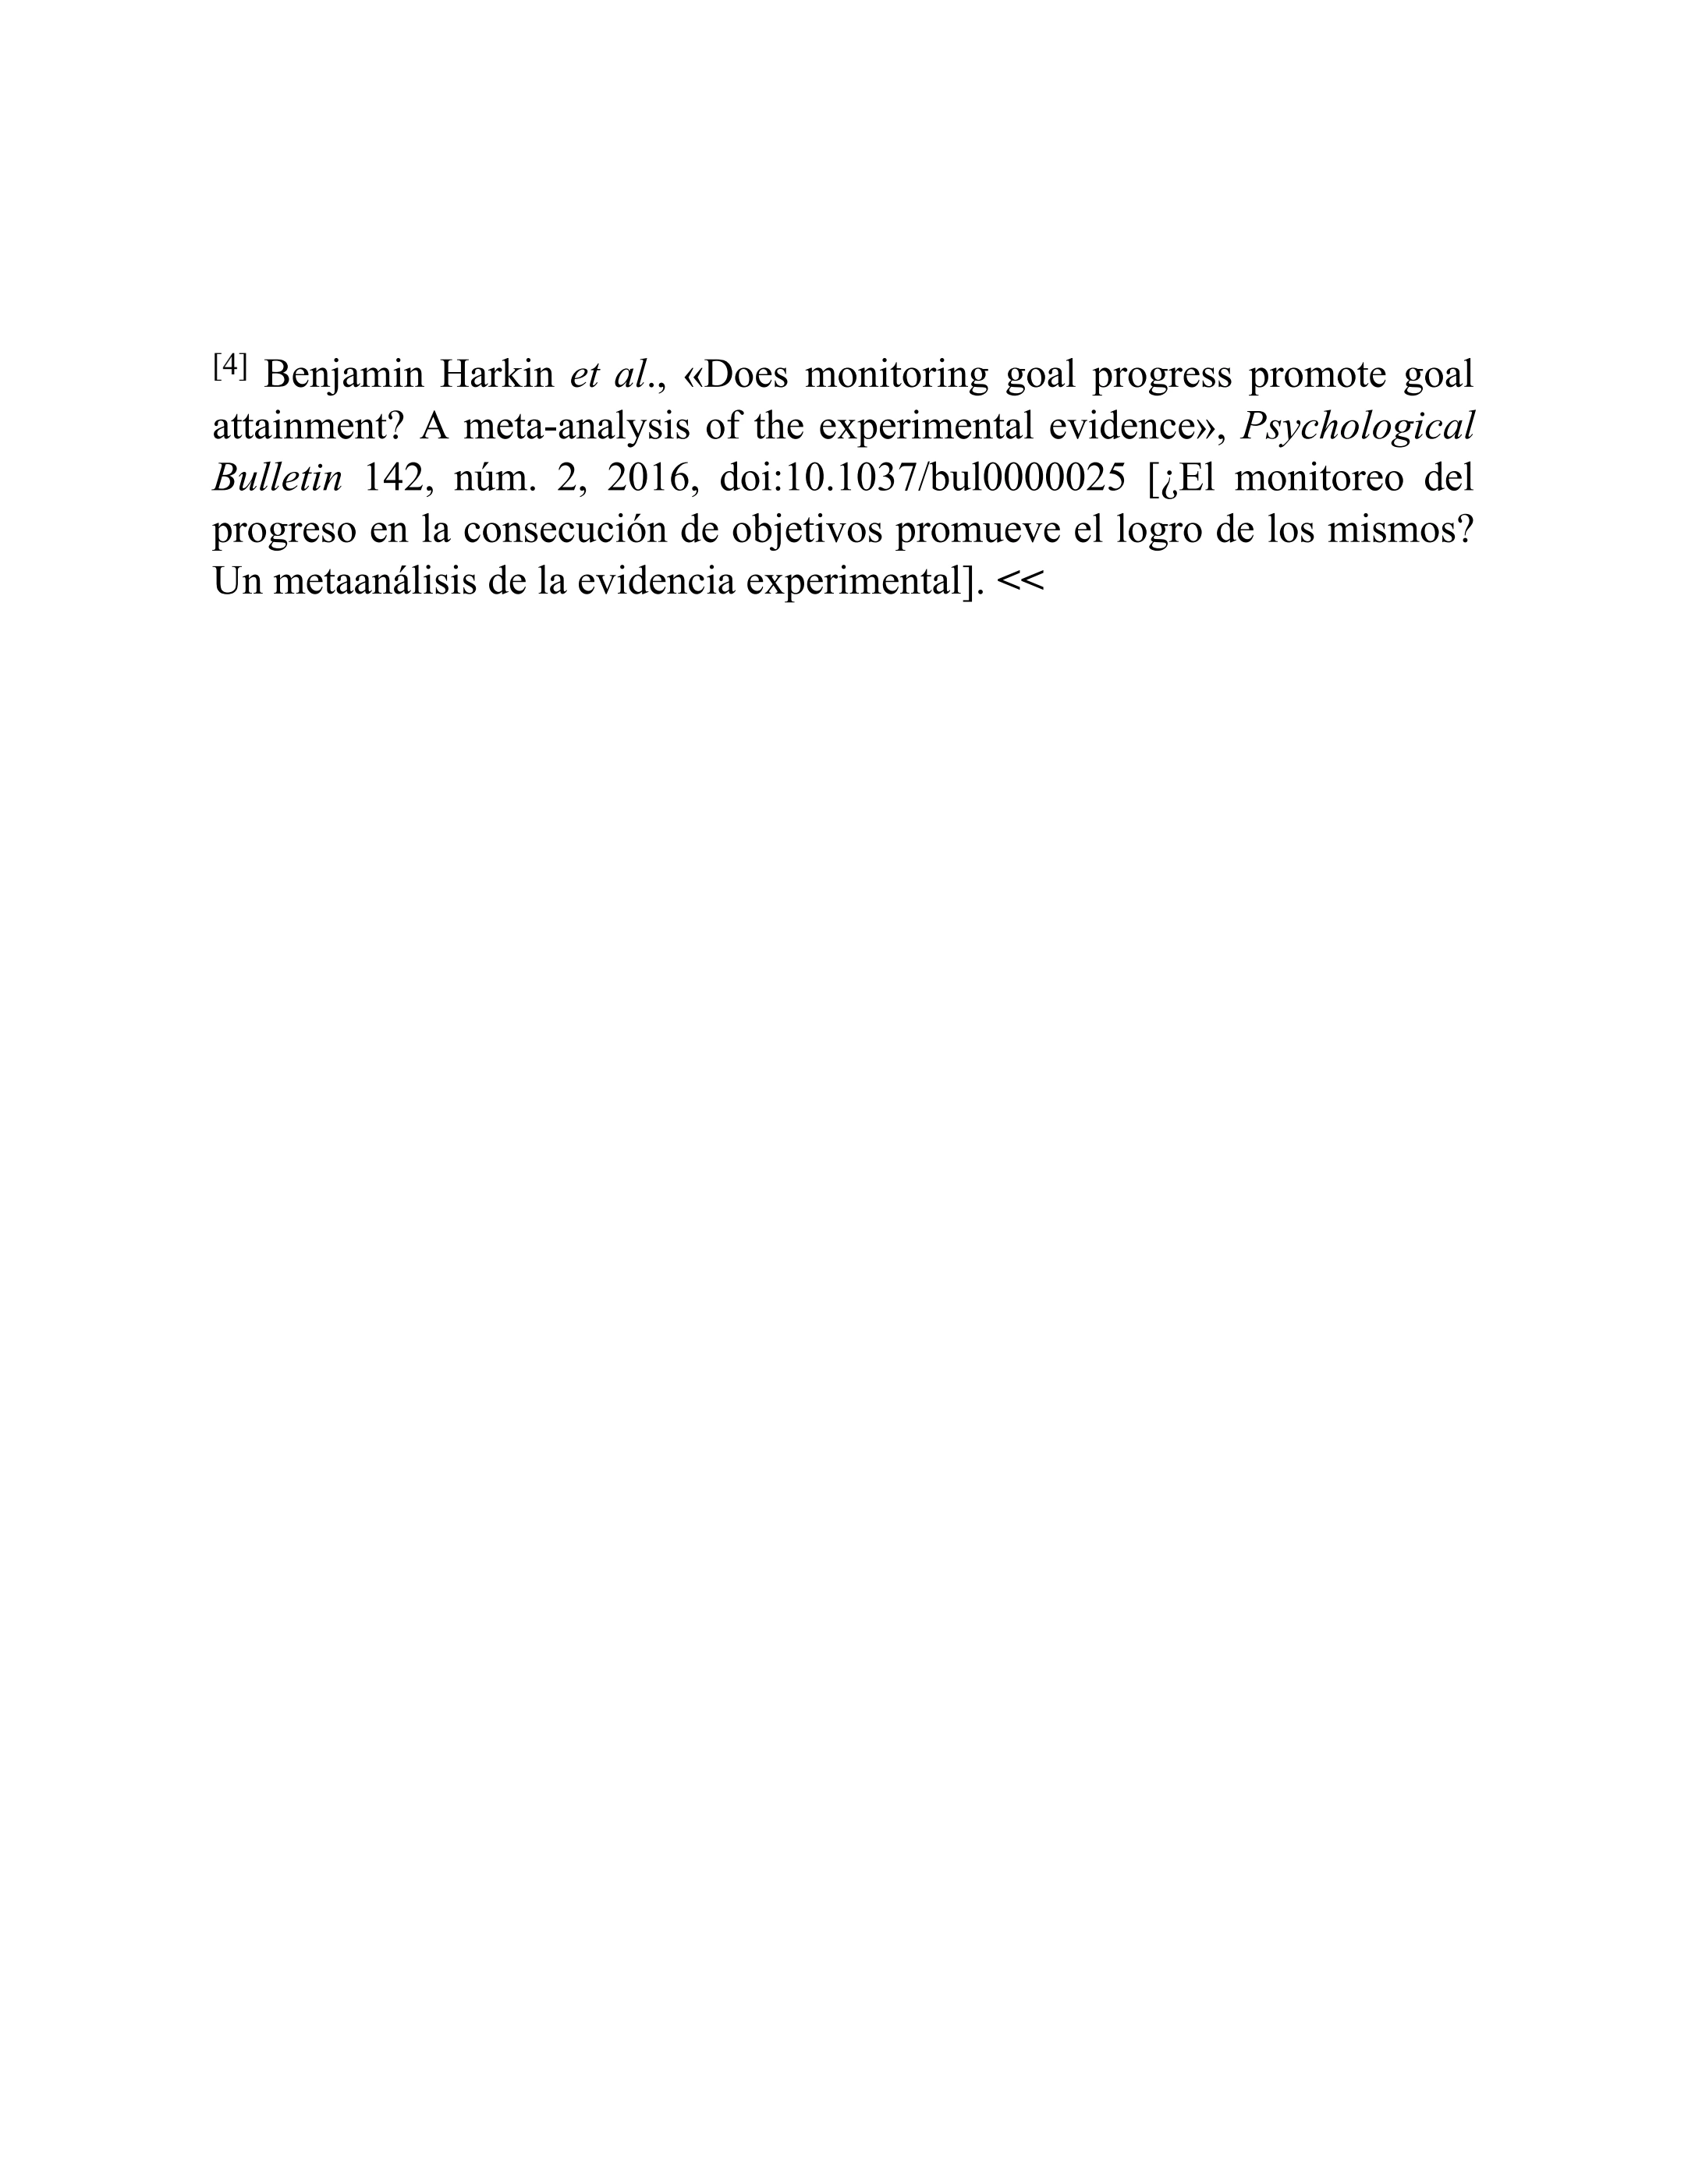 [4] Benjamin Harkin et al., «Does monitoring goal progress promote goal
attainment? A meta-analysis of the experimental evidence», Psychological
Bulletin 142, núm. 2, 2016, doi:10.1037/bul0000025 [¿El monitoreo del
progreso en la consecución de objetivos promueve el logro de los mismos?
Un metaanálisis de la evidencia experimental]. <<